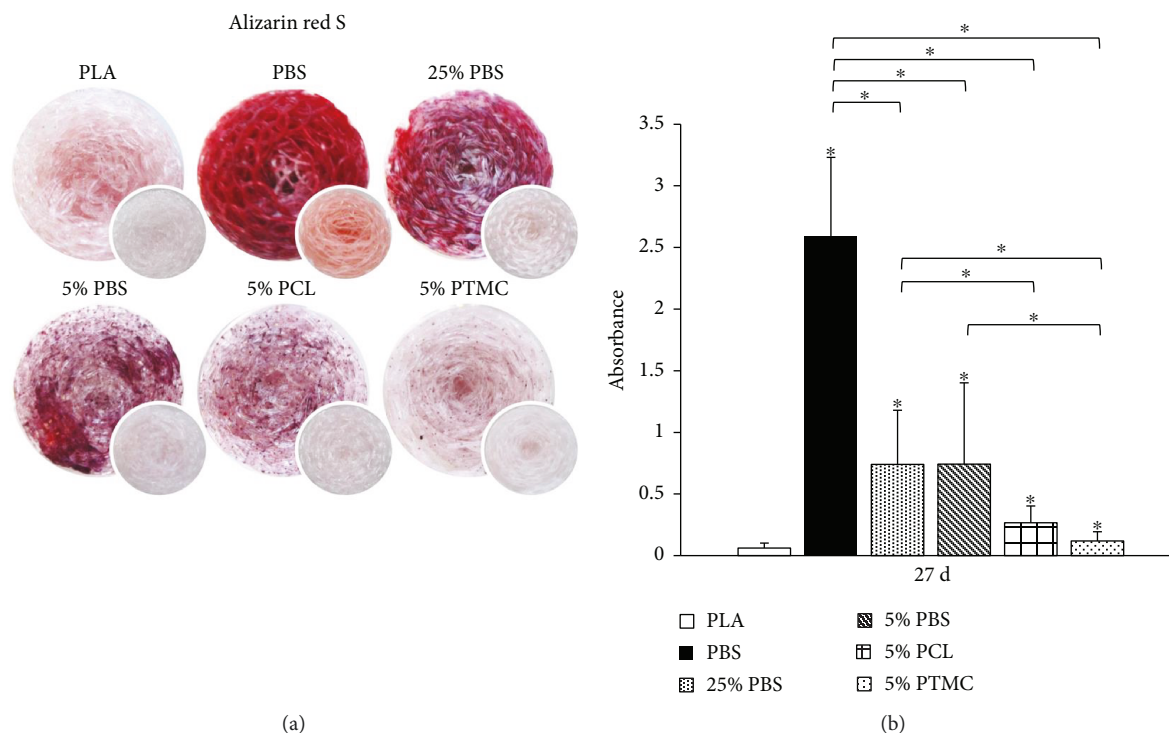 Alizarin red S
PLA
PBS
25% PBS
5% PBS
5% PCL
5% PTMC
(a)
*
*
*
*
3.5
3
2.5
2
1.5
1
0.5
0
Absorbance
*
*
*
*
*
*
*
*
27 d
PLA
PBS
25% PBS
5% PBS
5% PCL
5% PTMC
(b)